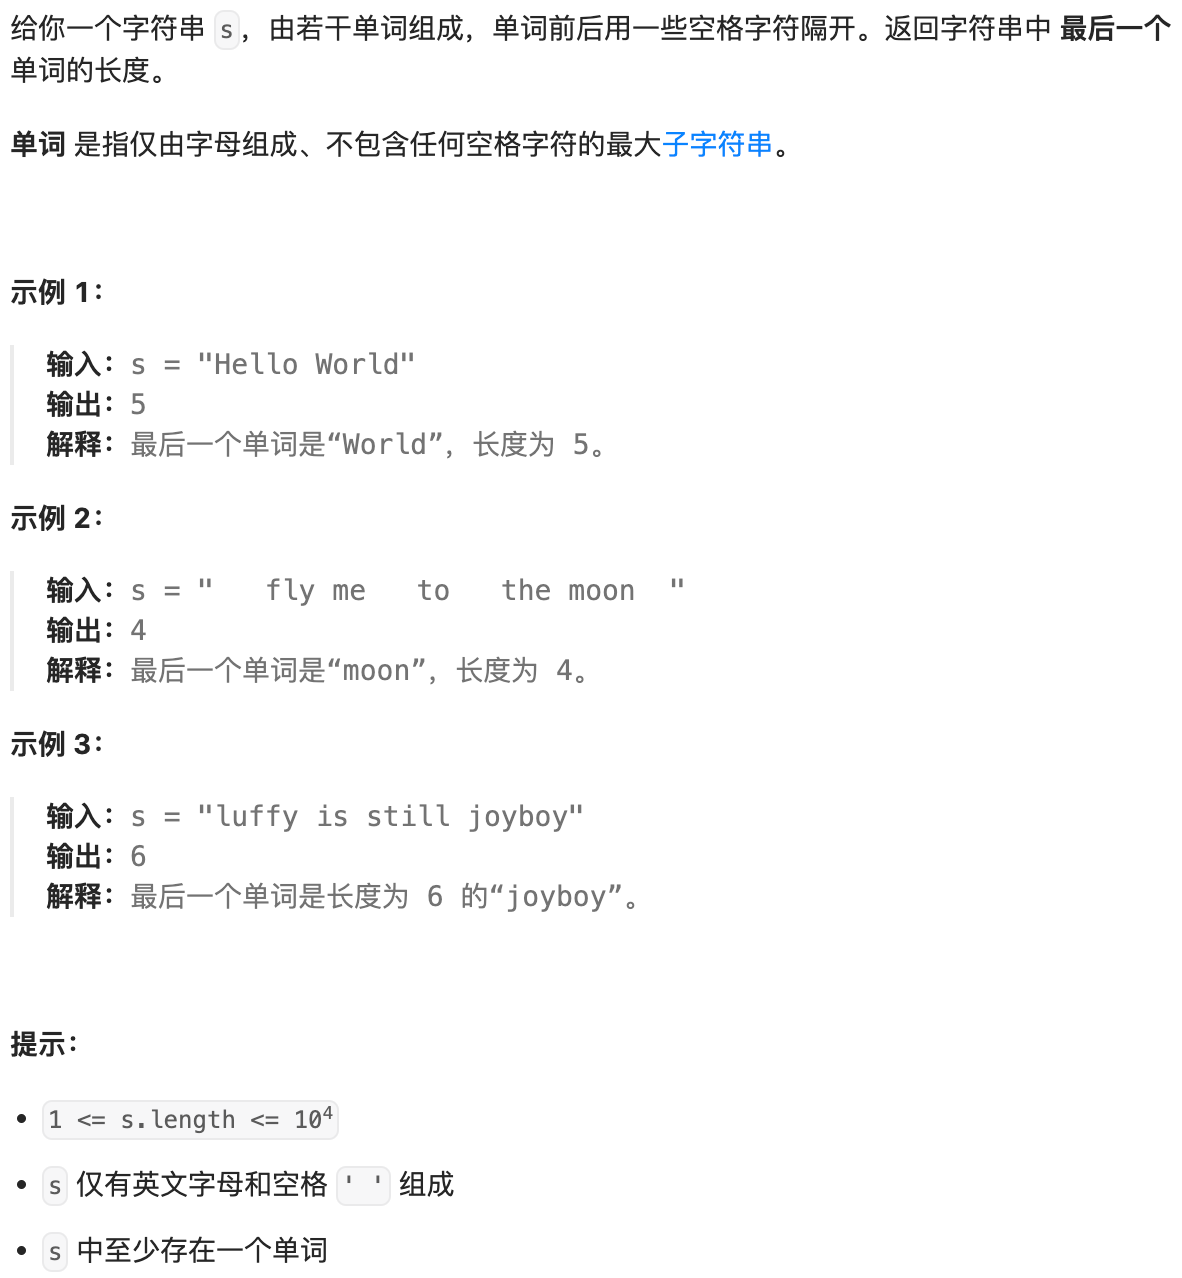 给你一个字符串 s，由若干单词组成，单词前后用一些空格字符隔开。返回字符串中 最后一个
单词的长度。
单词 是指仅由字母组成、不包含任何空格字符的最大子字符串。
示例 1：
输入：s = "Hello World"
输出：5
解释：最后一个单词是“World”，长度为 5。
示例 2：
输入：s = "   fly me   to   the moon  "
输出：4
解释：最后一个单词是“moon”，长度为 4。
示例 3：
输入：s = "luffy is still joyboy"
输出：6
解释：最后一个单词是长度为 6 的“joyboy”。
提示：
• 1 <= s.length <= 10⁴
• s 仅有英文字母和空格 ' ' 组成
• s 中至少存在一个单词